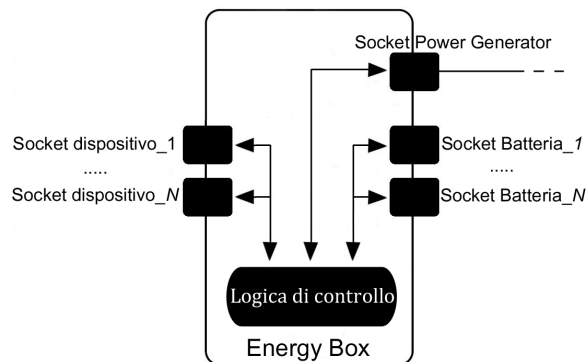 Socket Power Generator
Socket dispositivo_1
.....
Socket dispositivo_N
Socket Batteria_1
.....
Socket Batteria_N
Logica di controllo
Energy Box